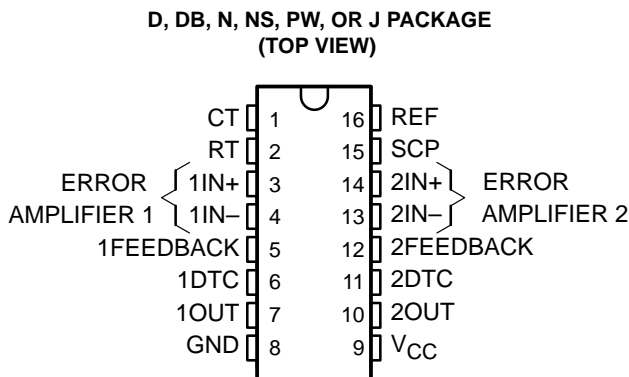 D, DB, N, NS, PW, OR J PACKAGE
(TOP VIEW)
CT 1 16 REF
RT 2 15 SCP
ERROR AMPLIFIER 1 1IN+ 3 14 2IN+ ERROR AMPLIFIER 2
1IN– 4 13 2IN–
1FEEDBACK 5 12 2FEEDBACK
1DTC 6 11 2DTC
1OUT 7 10 2OUT
GND 8 9 VCC